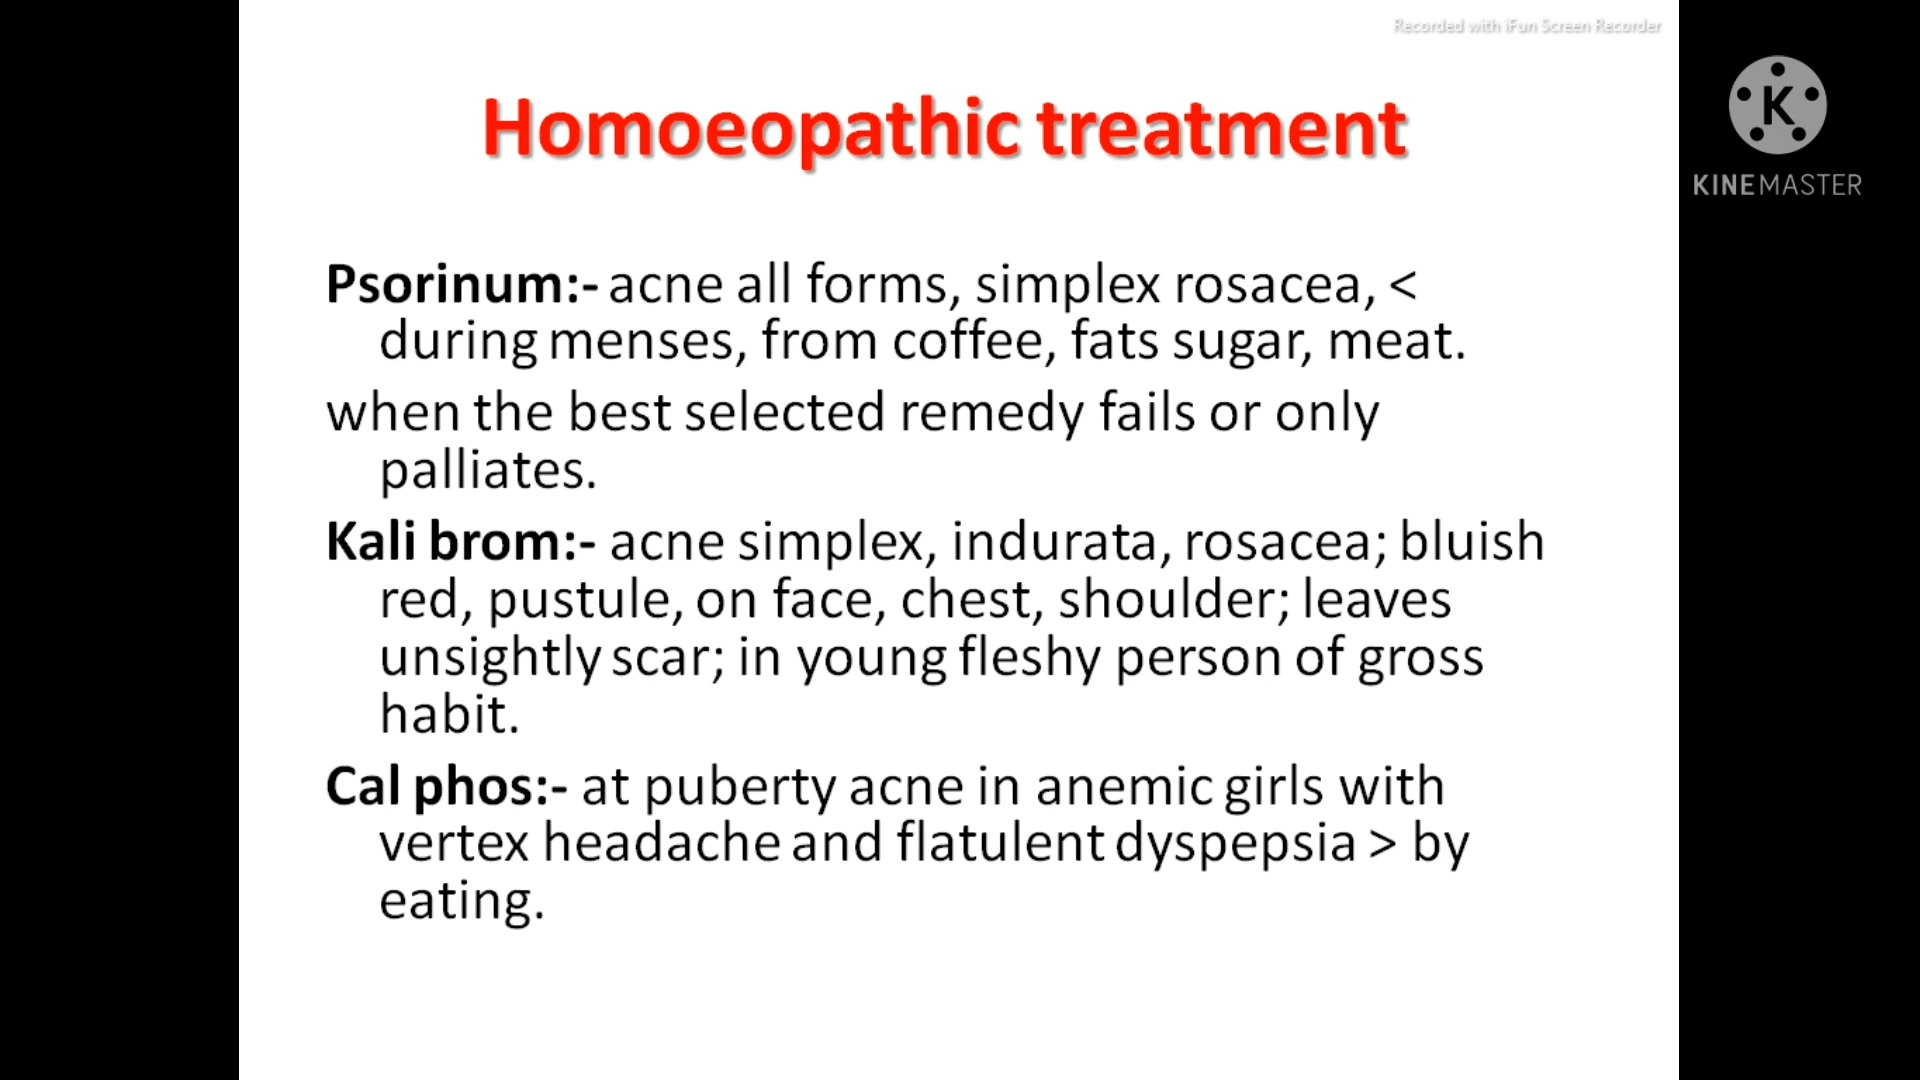 Recorded with iFun Screen Recorder
K
KINEMASTER
Homoeopathic treatment
Psorinum:- acne all forms, simplex rosacea, <
during menses, from coffee, fats sugar, meat.
when the best selected remedy fails or only
palliates.
Kali brom:- acne simplex, indurata, rosacea; bluish
red, pustule, on face, chest, shoulder; leaves
unsightly scar; in young fleshy person of gross
habit.
Cal phos:- at puberty acne in anemic girls with
vertex headache and flatulent dyspepsia > by
eating.